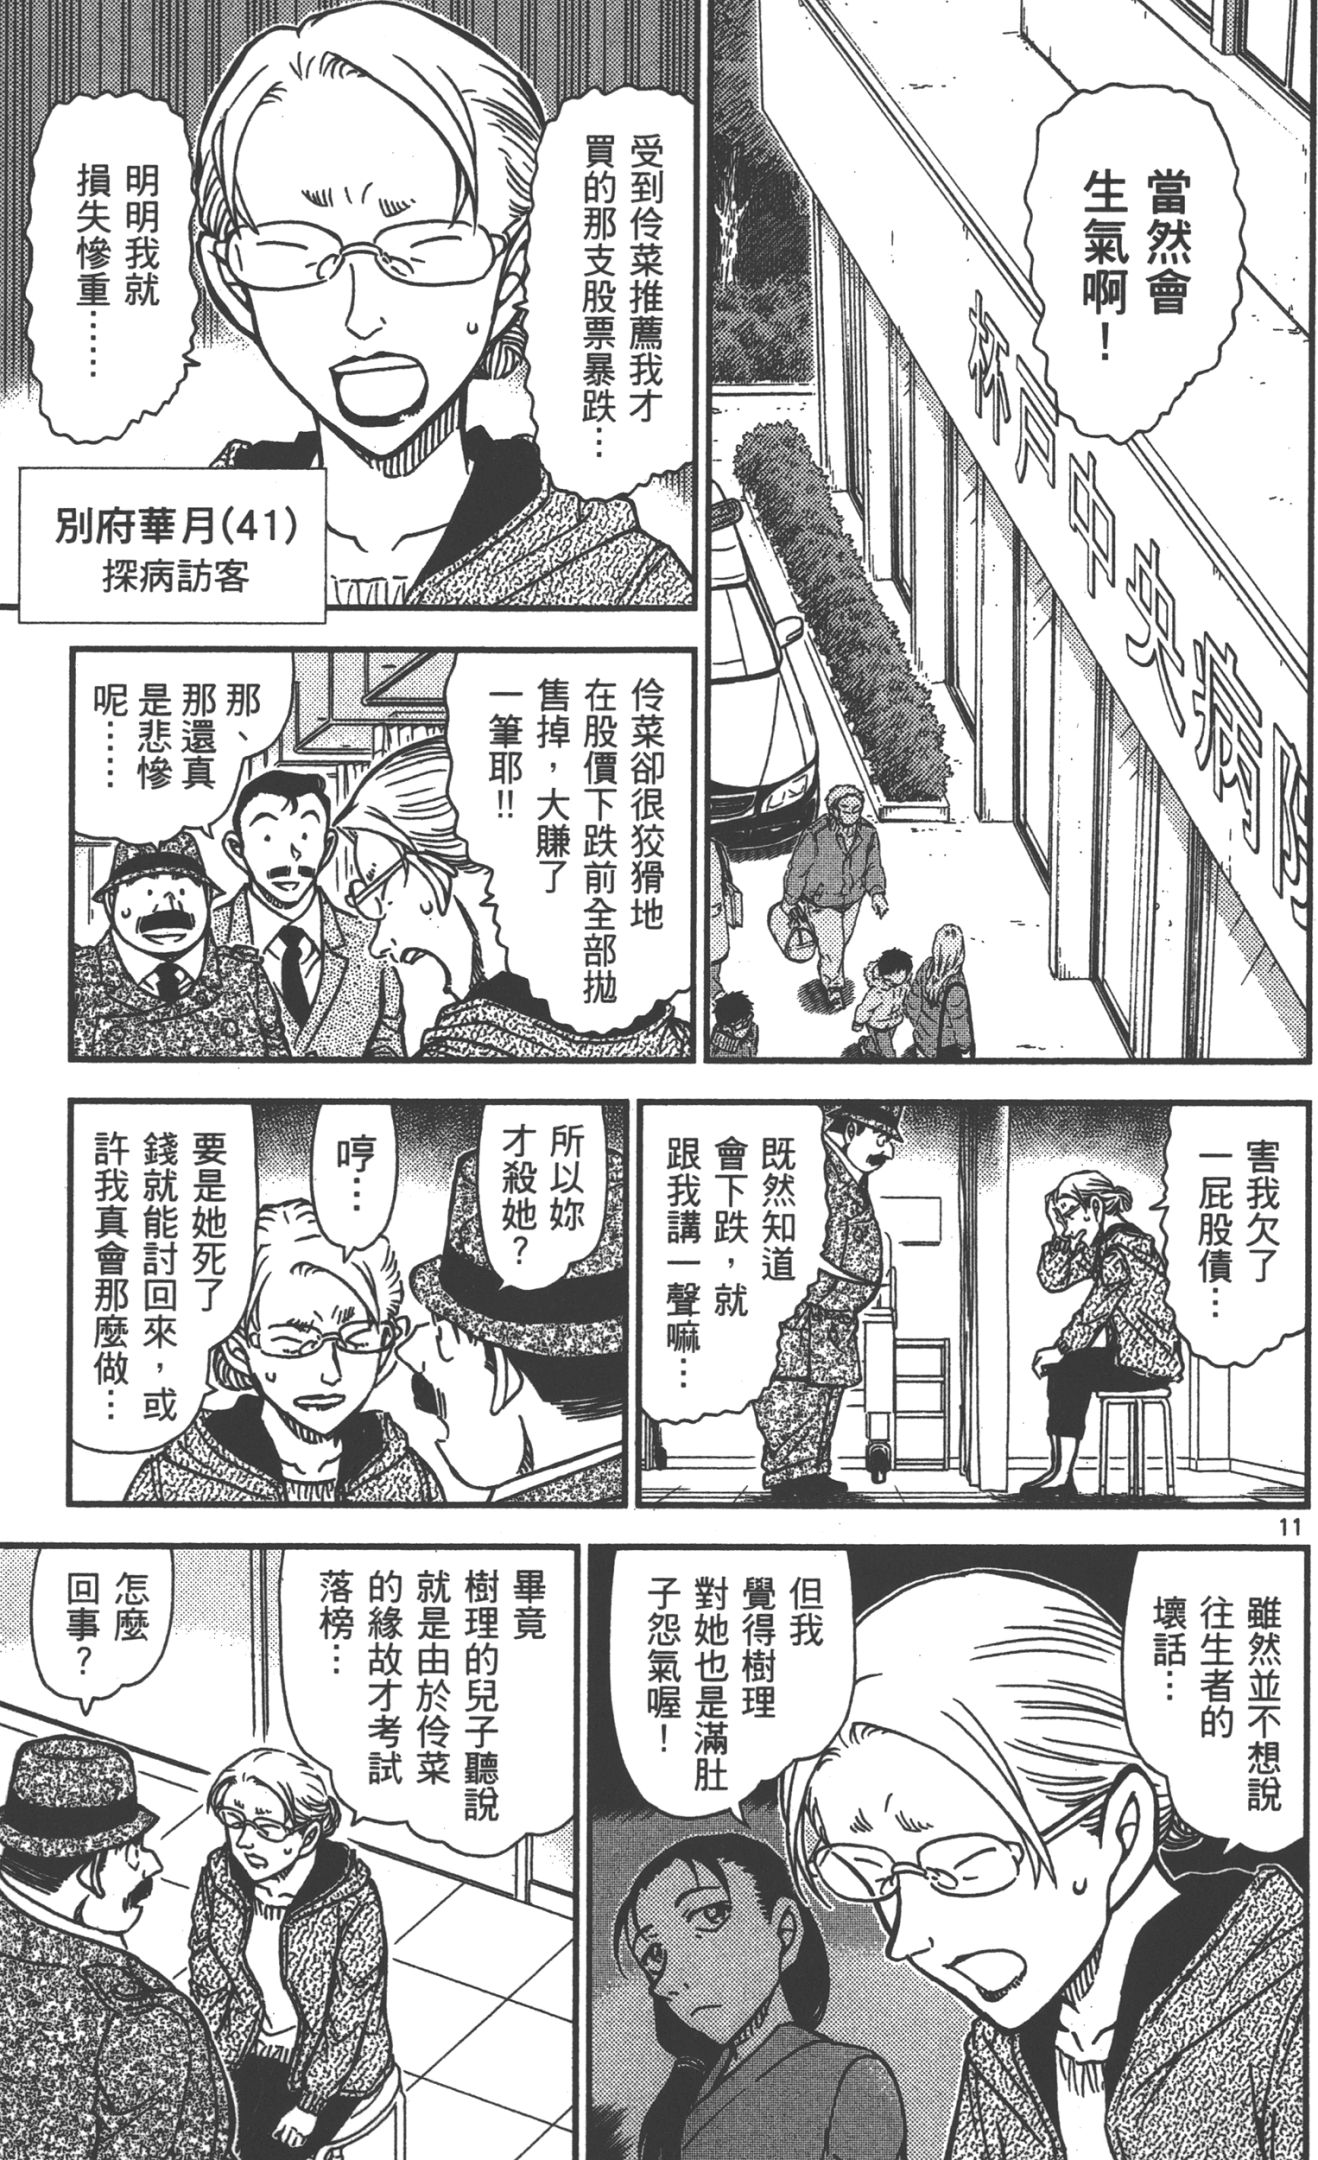 當然會
生氣啊！
杯戸中央病院
受到伶菜推薦我才
買的那支股票暴跌…
明明我就
損失慘重……
別府華月(41)
探病訪客
伶菜卻很狡猾地
在股價下跌前全部拋
售掉，大賺了
一筆耶!!
那、
那還真
是悲慘
呢……
害我欠了
一屁股債…
既然知道
會下跌，就
跟我講一聲嘛…
所以妳
才殺她？
哼…
要是她死了
錢就能討回來，或
許我真會那麼做…
11
雖然並不想說
往生者的
壞話…
但我
覺得樹理
對她也是滿肚
子怨氣喔！
畢竟
樹理的兒子聽說
就是由於伶菜
的緣故才考試
落榜…
怎麼
回事？